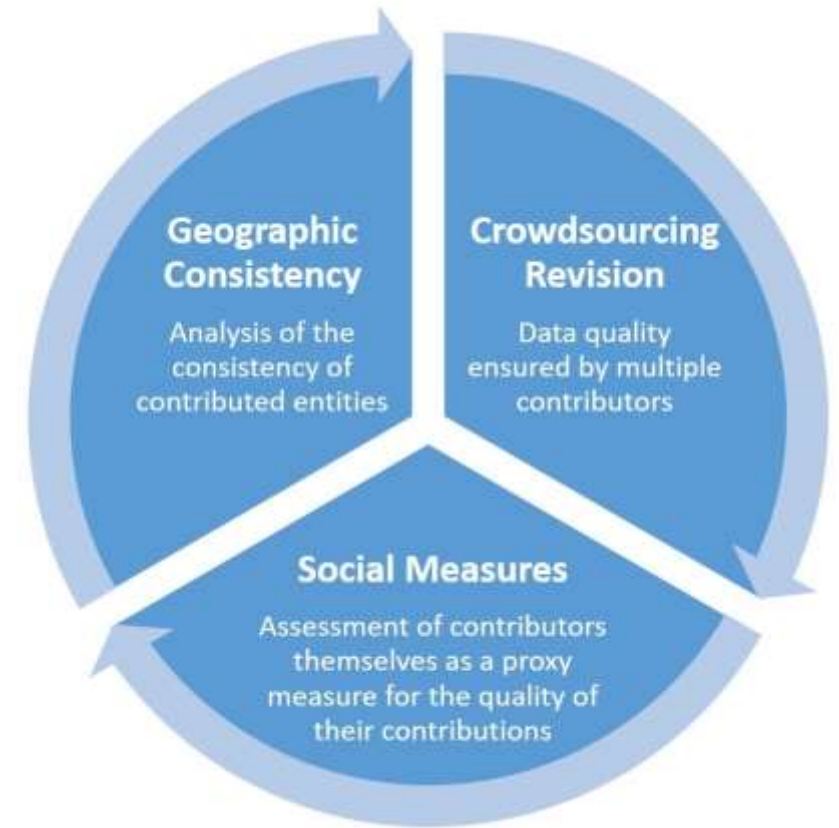 Geographic
Consistency
Analysis of the
consistency of
contributed entities
Crowdsourcing
Revision
Data quality
ensured by multiple
contributors
Social Measures
Assessment of contributors
themselves as a proxy
measure for the quality of
their contributions